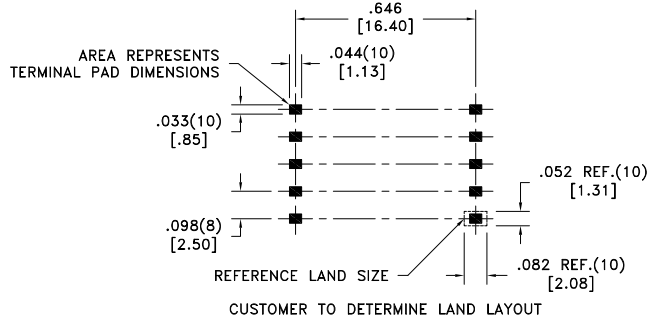 .646
[16.40]
AREA REPRESENTS
TERMINAL PAD DIMENSIONS
.044(10)
[1.13]
.033(10)
[.85]
.052 REF.(10)
[1.31]
.098(8)
[2.50]
REFERENCE LAND SIZE
.082 REF.(10)
[2.08]
CUSTOMER TO DETERMINE LAND LAYOUT